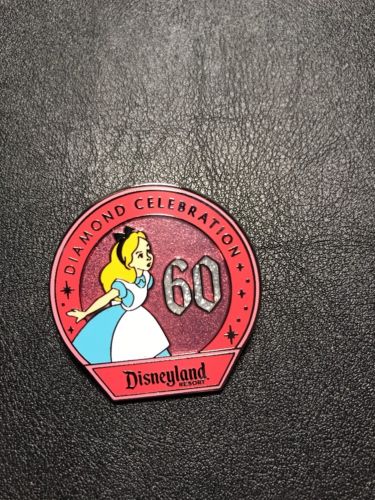 DIAMOND CELEBRATION
60
Disneyland
RESORT